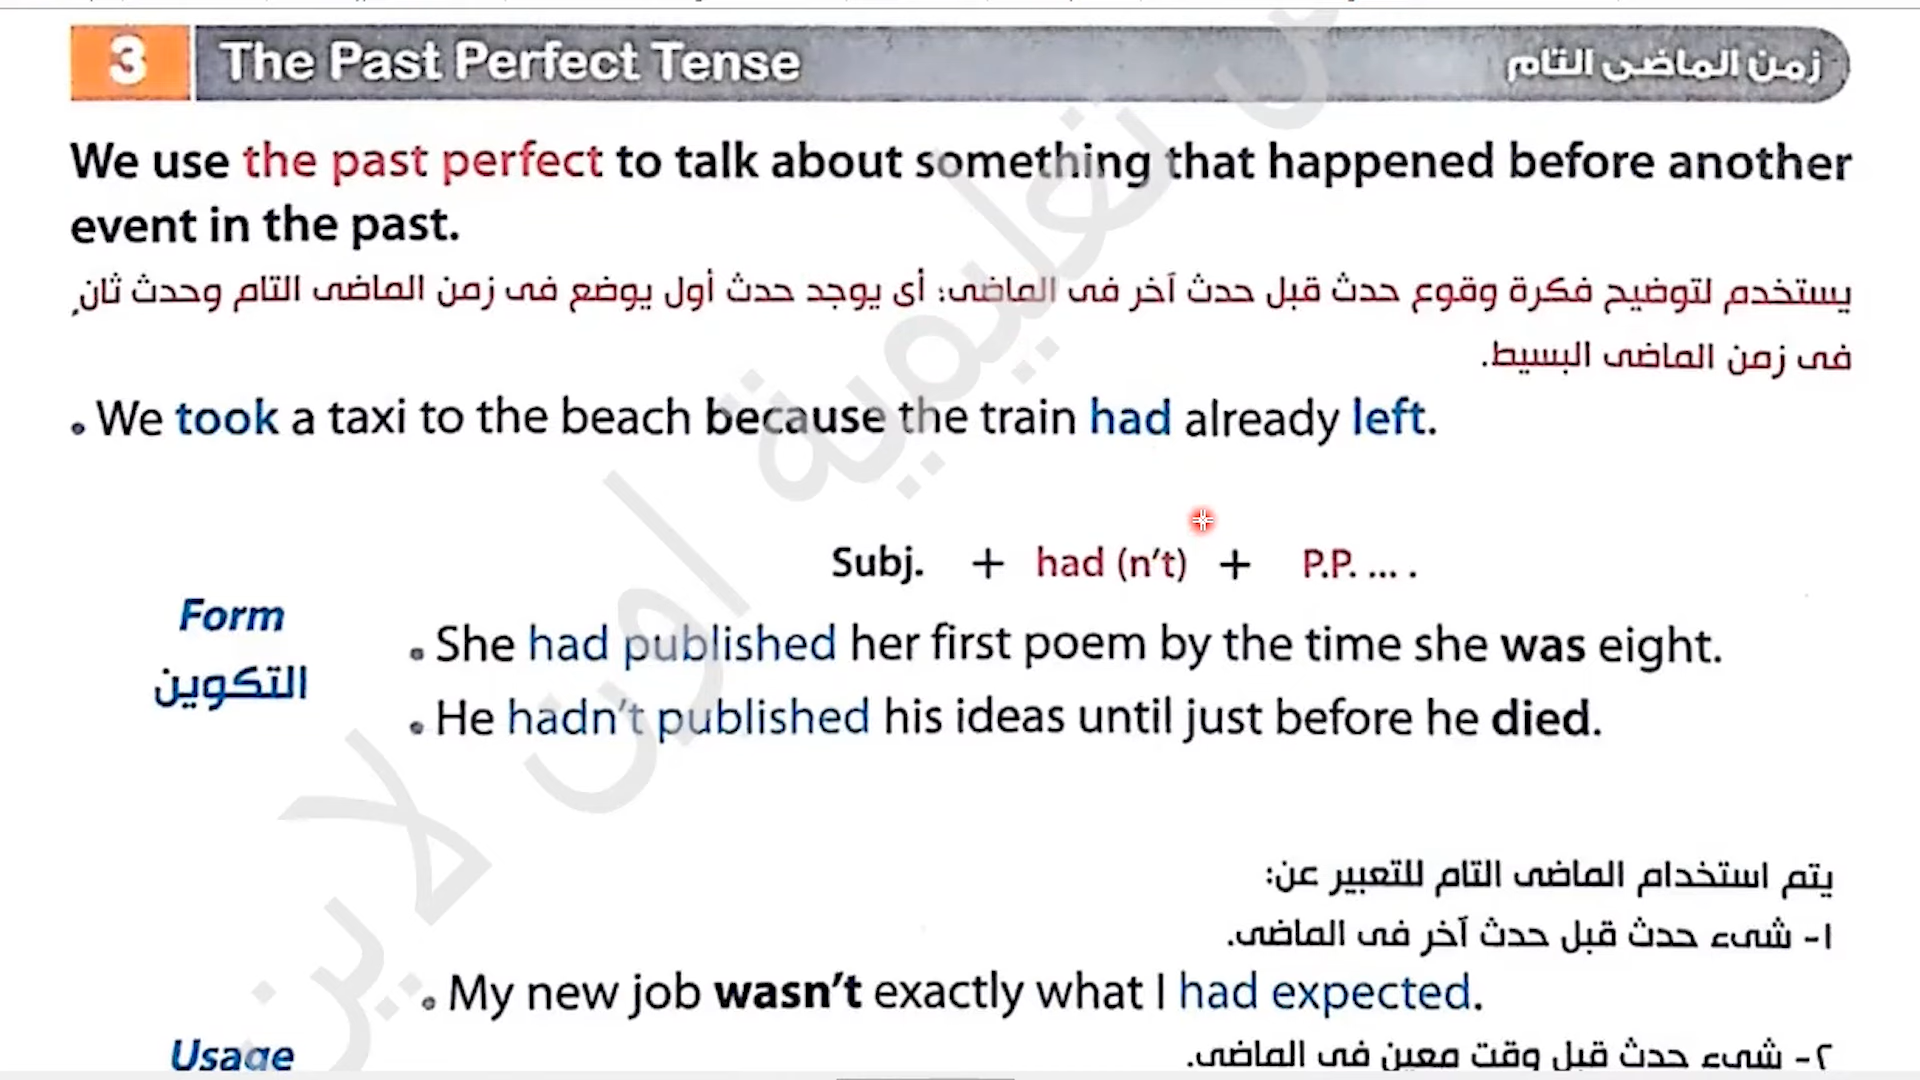 3 The Past Perfect Tense زمن الماضى التام
We use the past perfect to talk about something that happened before another
event in the past.
يستخدم لتوضيح فكرة وقوع حدث قبل حدث آخر فى الماضى؛ أى يوجد حدث أول يوضع فى زمن الماضى التام وحدث ثانٍ
فى زمن الماضى البسيط.
• We took a taxi to the beach because the train had already left.
Subj. + had (n't) + P.P. ... .
Form
• She had published her first poem by the time she was eight.
التكوين
• He hadn't published his ideas until just before he died.
يتم استخدام الماضى التام للتعبير عن:
١- شىء حدث قبل حدث آخر فى الماضى.
• My new job wasn't exactly what I had expected.
Usage
٢- شىء حدث قبل وقت معين فى الماضى.
تعليمية اون لاين